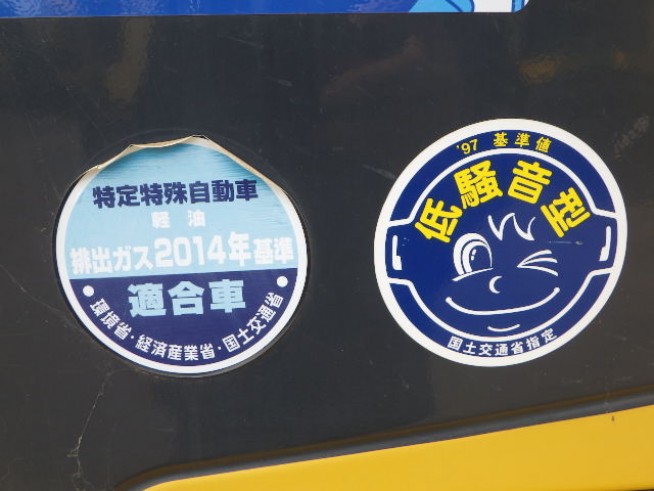 特定特殊自動車
軽油
排出ガス2014年基準
適合車
・環境省・経済産業省・国土交通省・
'97 基準値
低騒音型
国土交通省指定